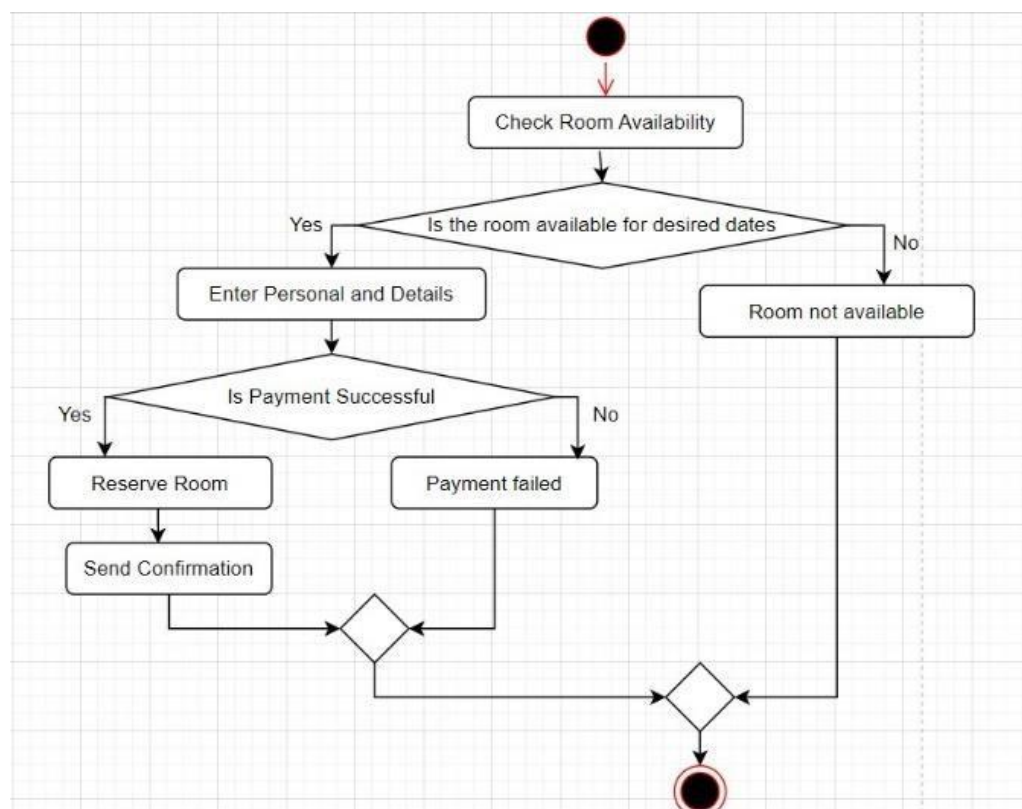 Check Room Availability
Is the room available for desired dates
Yes
No
Enter Personal and Details
Room not available
Is Payment Successful
Yes
No
Reserve Room
Payment failed
Send Confirmation